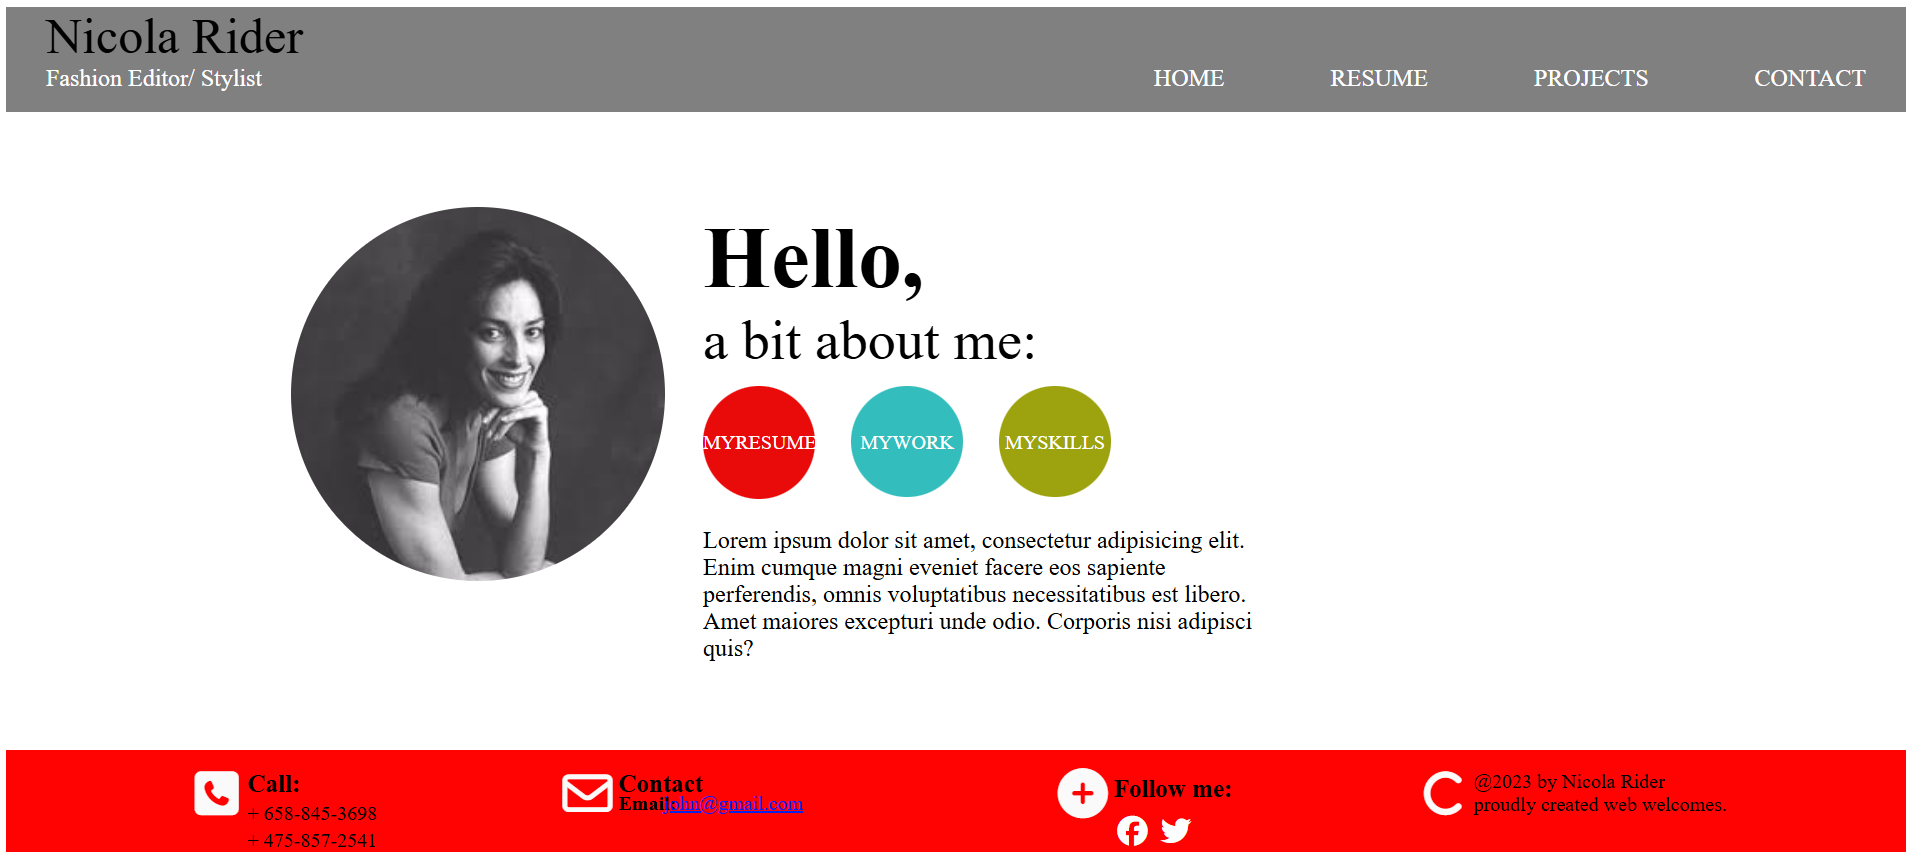 Nicola Rider
Fashion Editor/ Stylist
HOME RESUME PROJECTS CONTACT
Hello,
a bit about me:
MYRESUME MYWORK MYSKILLS
Lorem ipsum dolor sit amet, consectetur adipisicing elit.
Enim cumque magni eveniet facere eos sapiente
perferendis, omnis voluptatibus necessitatibus est libero.
Amet maiores excepturi unde odio. Corporis nisi adipisci
quis?
Call:
+ 658-845-3698
+ 475-857-2541
Contact
Email: john@gmail.com
Follow me:
@2023 by Nicola Rider
proudly created web welcomes.